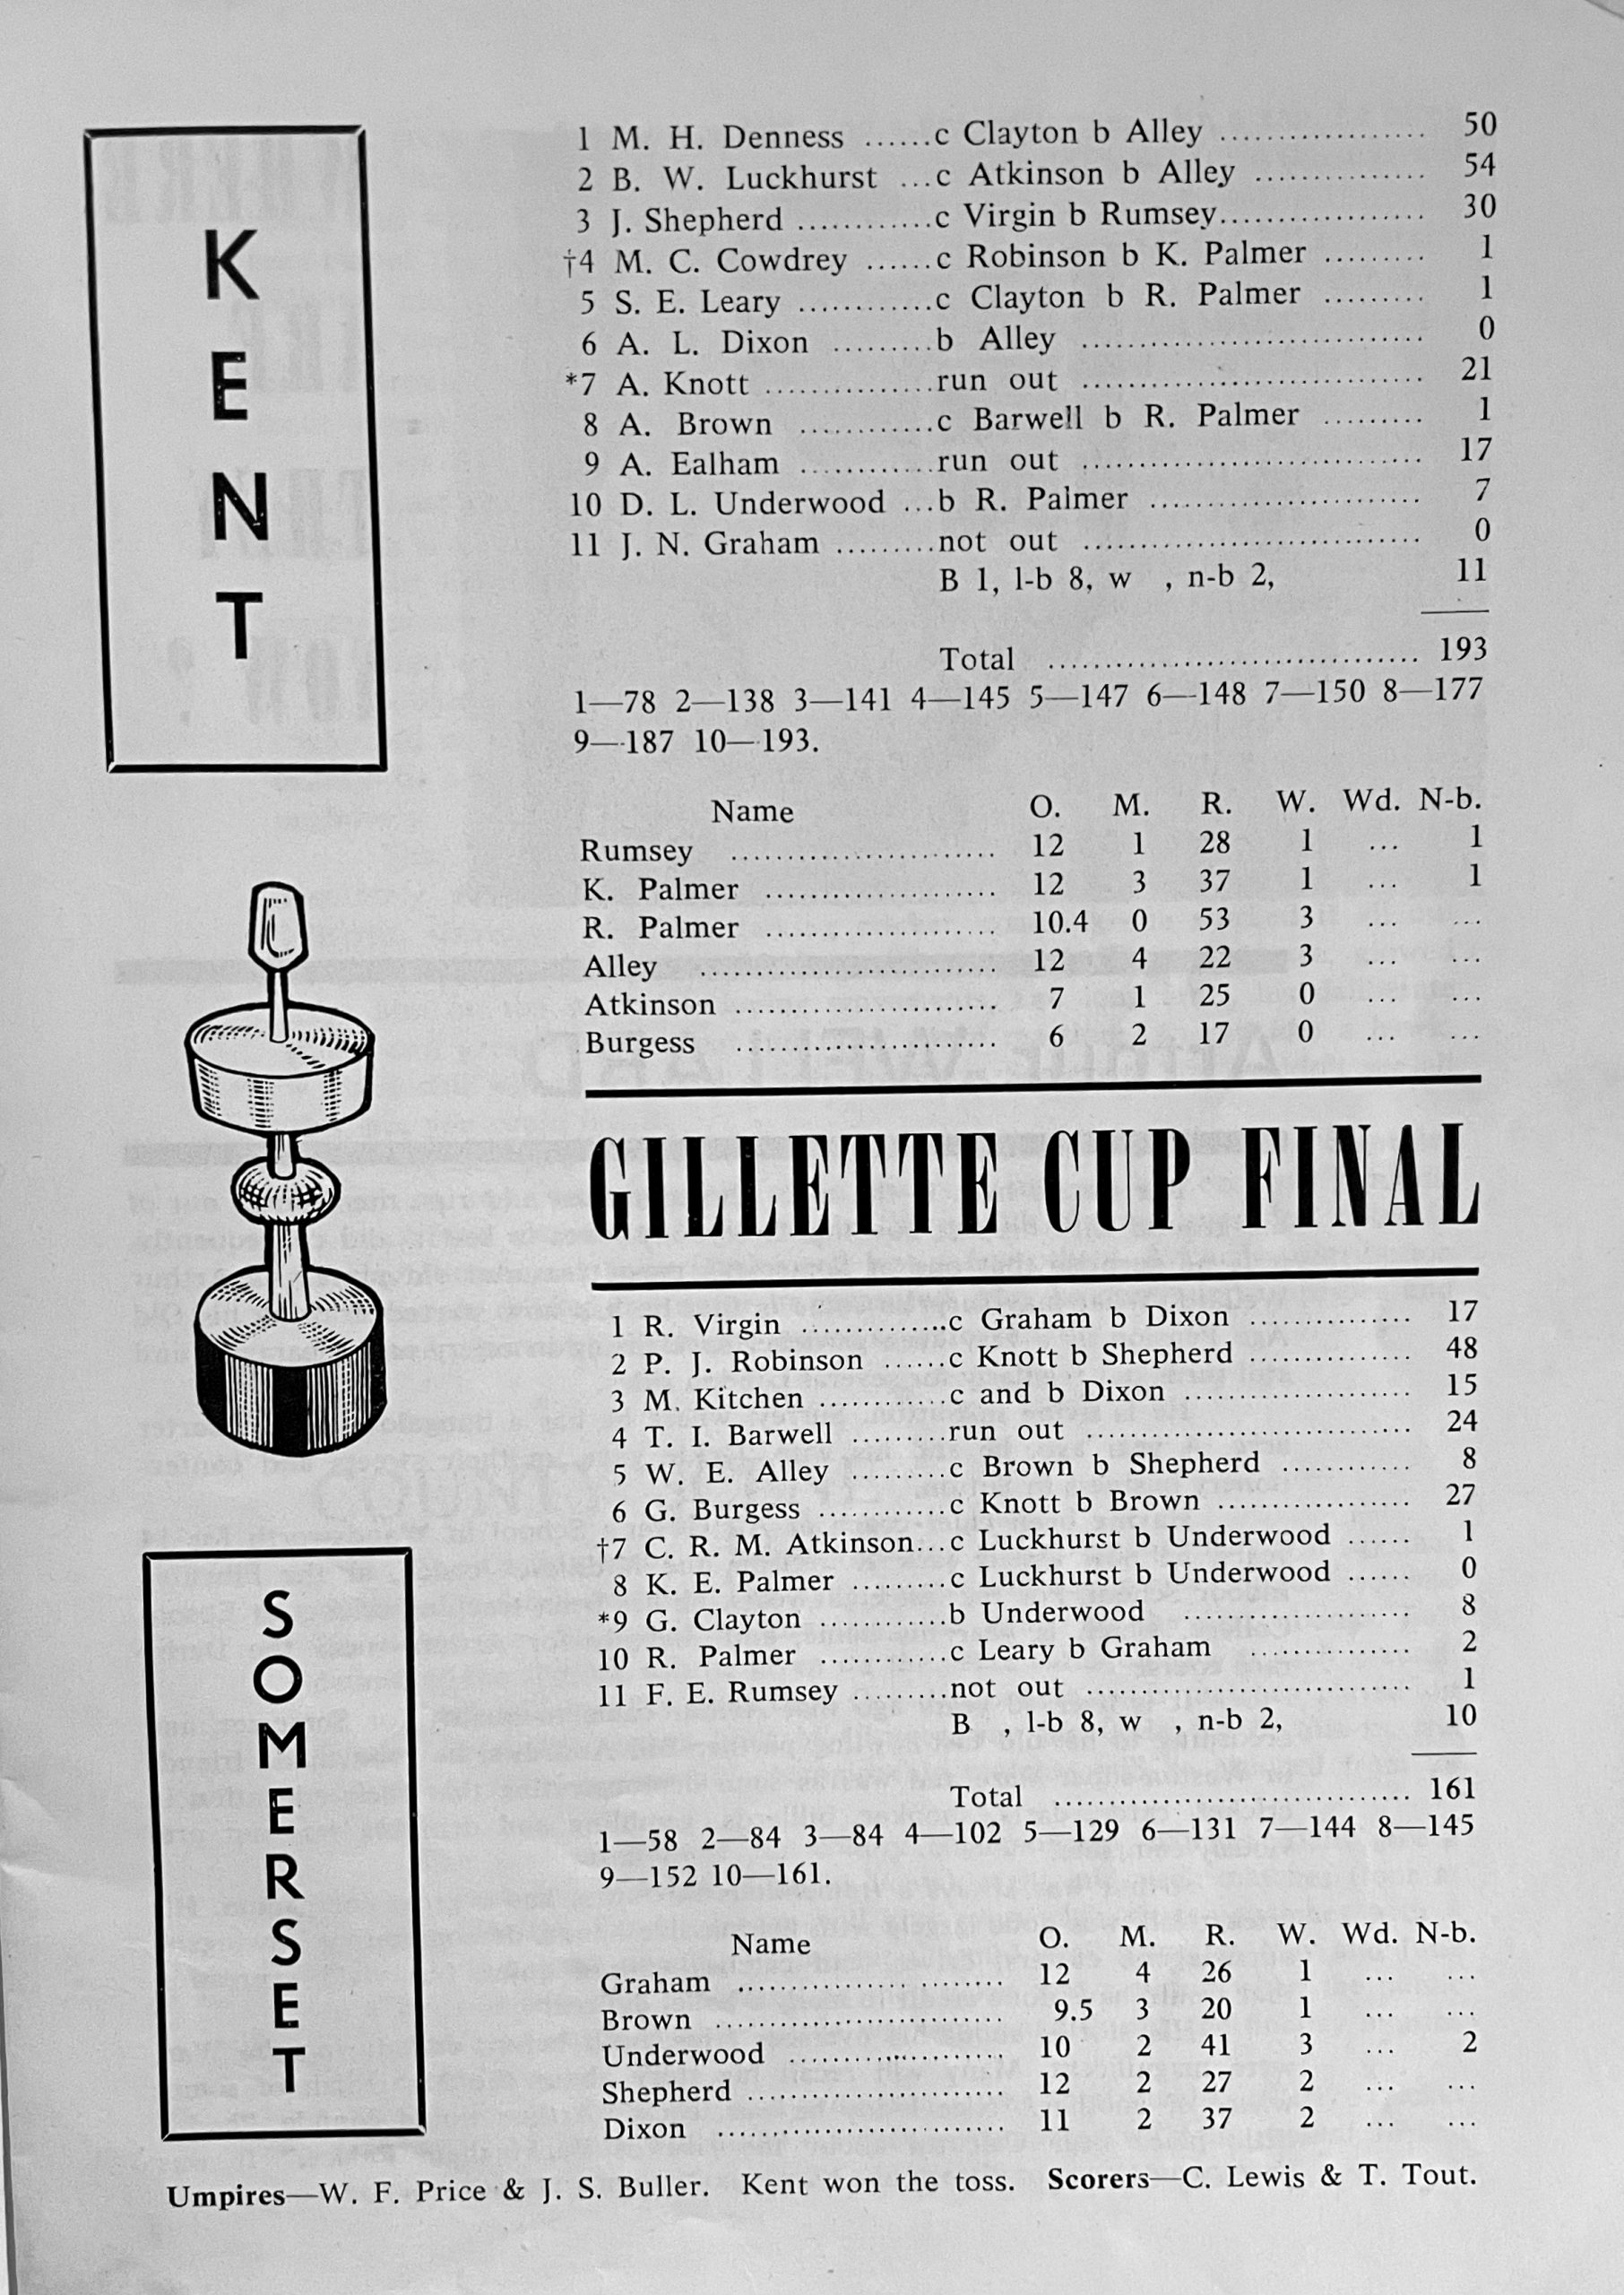 KENT
1 M. H. Denness ......c Clayton b Alley .................. 50
2 B. W. Luckhurst ...c Atkinson b Alley ............... 54
3 J. Shepherd ............c Virgin b Rumsey.................. 30
†4 M. C. Cowdrey ......c Robinson b K. Palmer ......... 1
5 S. E. Leary ............c Clayton b R. Palmer ......... 1
6 A. L. Dixon .........b Alley .............................. 0
*7 A. Knott ...............run out .............................. 21
8 A. Brown ............c Barwell b R. Palmer ......... 1
9 A. Ealham ............run out .............................. 17
10 D. L. Underwood ...b R. Palmer ........................ 7
11 J. N. Graham .........not out .............................. 0
B 1, l-b 8, w , n-b 2, 11
Total ................................. 193
1—78 2—138 3—141 4—145 5—147 6—148 7—150 8—177
9—187 10—193.
Name O. M. R. W. Wd. N-b.
Rumsey ........................ 12 1 28 1 ... 1
K. Palmer ..................... 12 3 37 1 ... 1
R. Palmer ..................... 10.4 0 53 3 ... ...
Alley ........................... 12 4 22 3 ... ...
Atkinson ........................ 7 1 25 0 ... ...
Burgess ........................ 6 2 17 0 ... ...
GILLETTE CUP FINAL
SOMERSET
1 R. Virgin ...............c Graham b Dixon ............... 17
2 P. J. Robinson ......c Knott b Shepherd ............... 48
3 M. Kitchen ............c and b Dixon ..................... 15
4 T. I. Barwell .........run out .............................. 24
5 W. E. Alley .........c Brown b Shepherd ............ 8
6 G. Burgess ............c Knott b Brown .................. 27
†7 C. R. M. Atkinson...c Luckhurst b Underwood ...... 1
8 K. E. Palmer .........c Luckhurst b Underwood ...... 0
*9 G. Clayton ............b Underwood ..................... 8
10 R. Palmer ............c Leary b Graham ............... 2
11 F. E. Rumsey .........not out .............................. 1
B , l-b 8, w , n-b 2, 10
Total ................................. 161
1—58 2—84 3—84 4—102 5—129 6—131 7—144 8—145
9—152 10—161.
Name O. M. R. W. Wd. N-b.
Graham ........................ 12 4 26 1 ... ...
Brown ........................... 9.5 3 20 1 ... ...
Underwood ..................... 10 2 41 3 ... 2
Shepherd ........................ 12 2 27 2 ... ...
Dixon ........................... 11 2 37 2 ... ...
Umpires—W. F. Price & J. S. Buller. Kent won the toss. Scorers—C. Lewis & T. Tout.